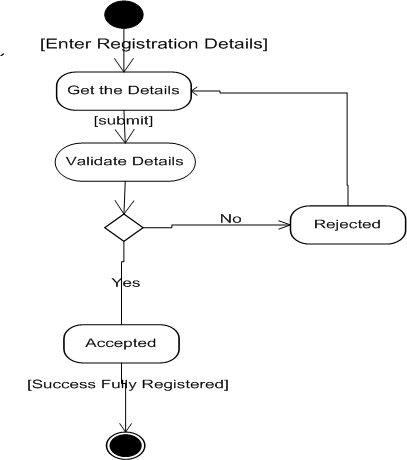 [Enter Registration Details]
Get the Details
[submit]
Validate Details
No
Rejected
Yes
Accepted
[Success Fully Registered]